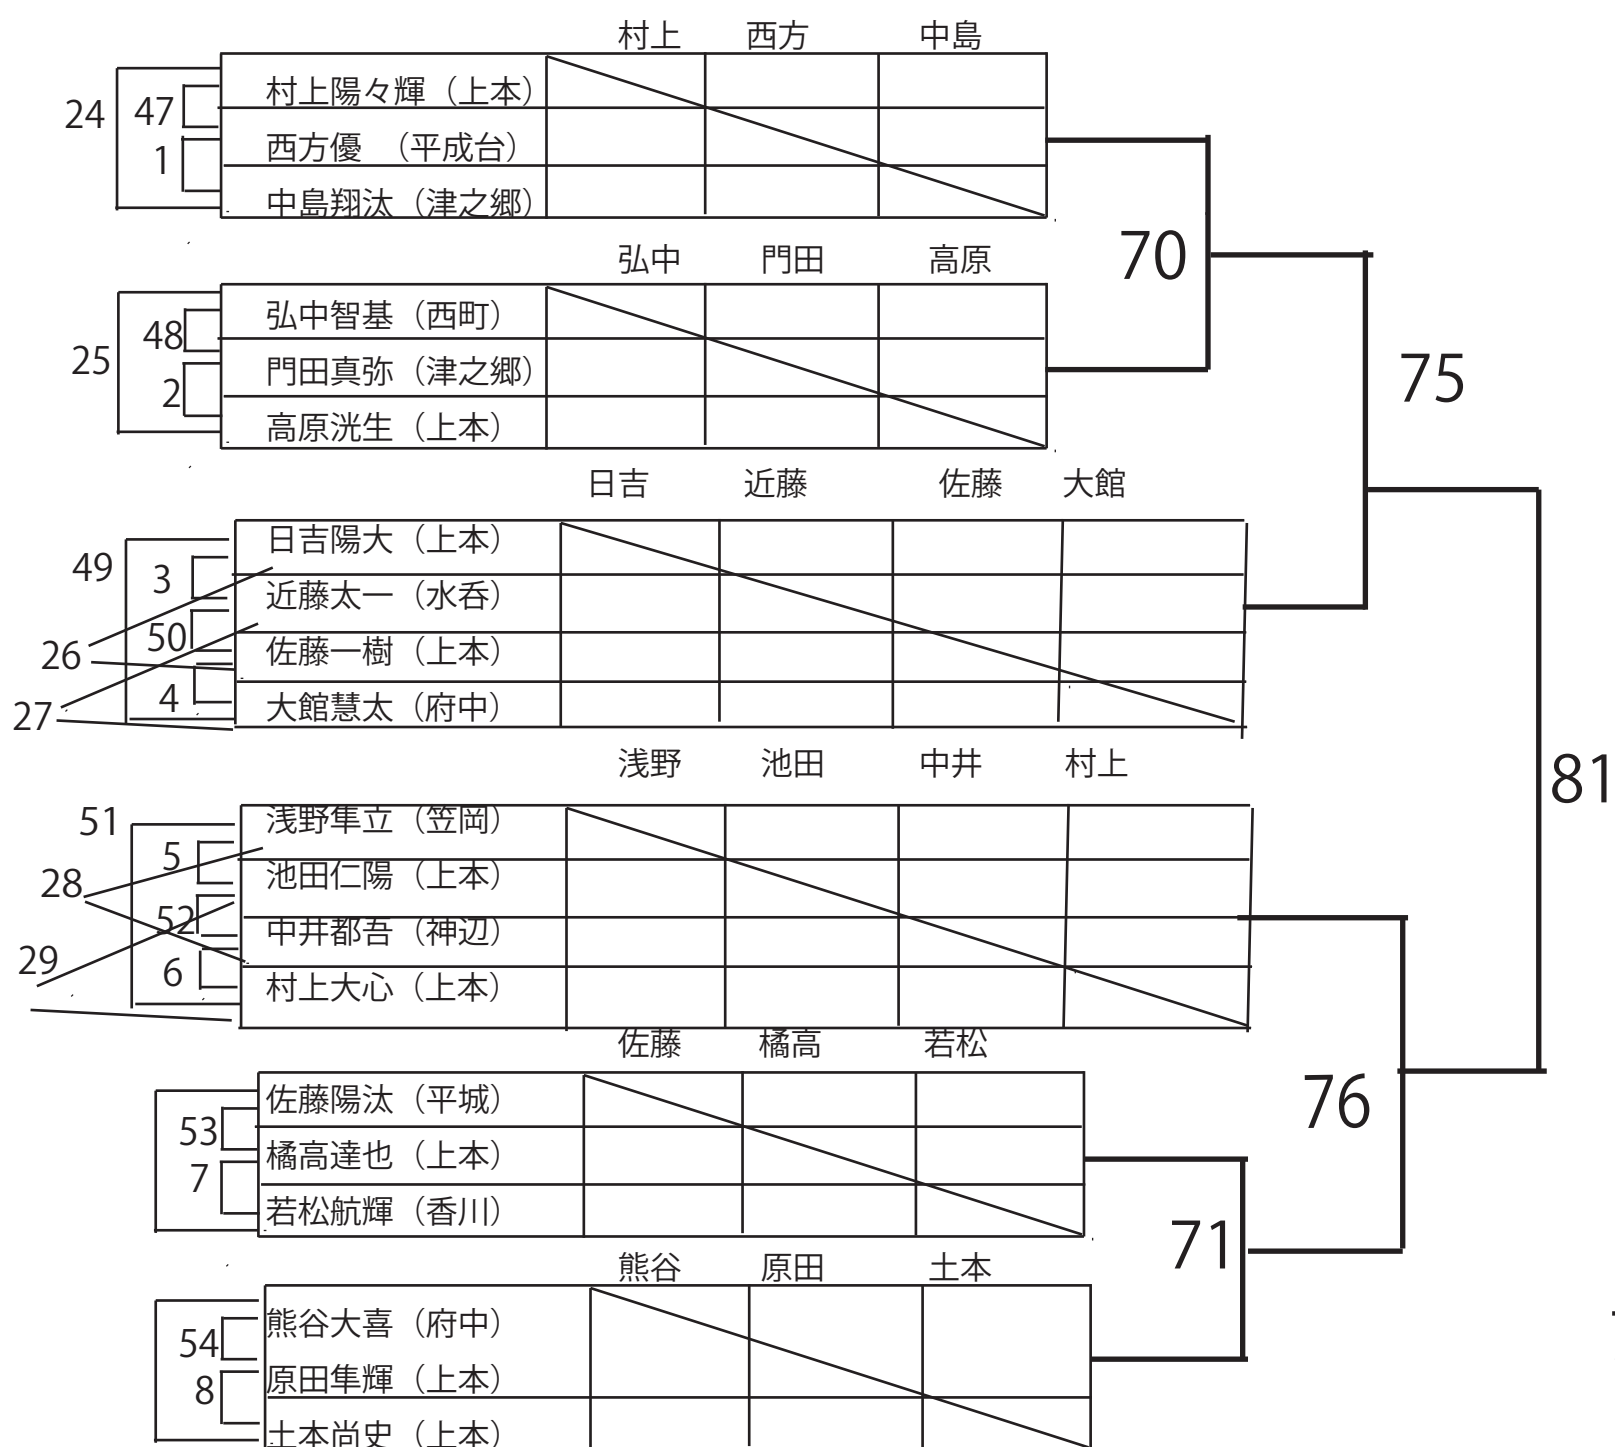 村上 西方 中島
24 47 村上陽々輝（上本）
1 西方優 （平成台）
中島翔汰（津之郷）
70
弘中 門田 高原
25 48 弘中智基（西町）
2 門田真弥（津之郷）
高原洸生（上本）
75
日吉 近藤 佐藤 大館
49 3 日吉陽大（上本）
近藤太一（水呑）
26 50 佐藤一樹（上本）
27 4 大館慧太（府中）
浅野 池田 中井 村上
81
51 5 浅野隼立（笠岡）
28 池田仁陽（上本）
52 中井都吾（神辺）
29 6 村上大心（上本）
佐藤 橘高 若松
53 佐藤陽汰（平城）
7 橘高達也（上本）
若松航輝（香川）
76
71
熊谷 原田 土本
54 熊谷大喜（府中）
8 原田隼輝（上本）
土本尚史（上本）